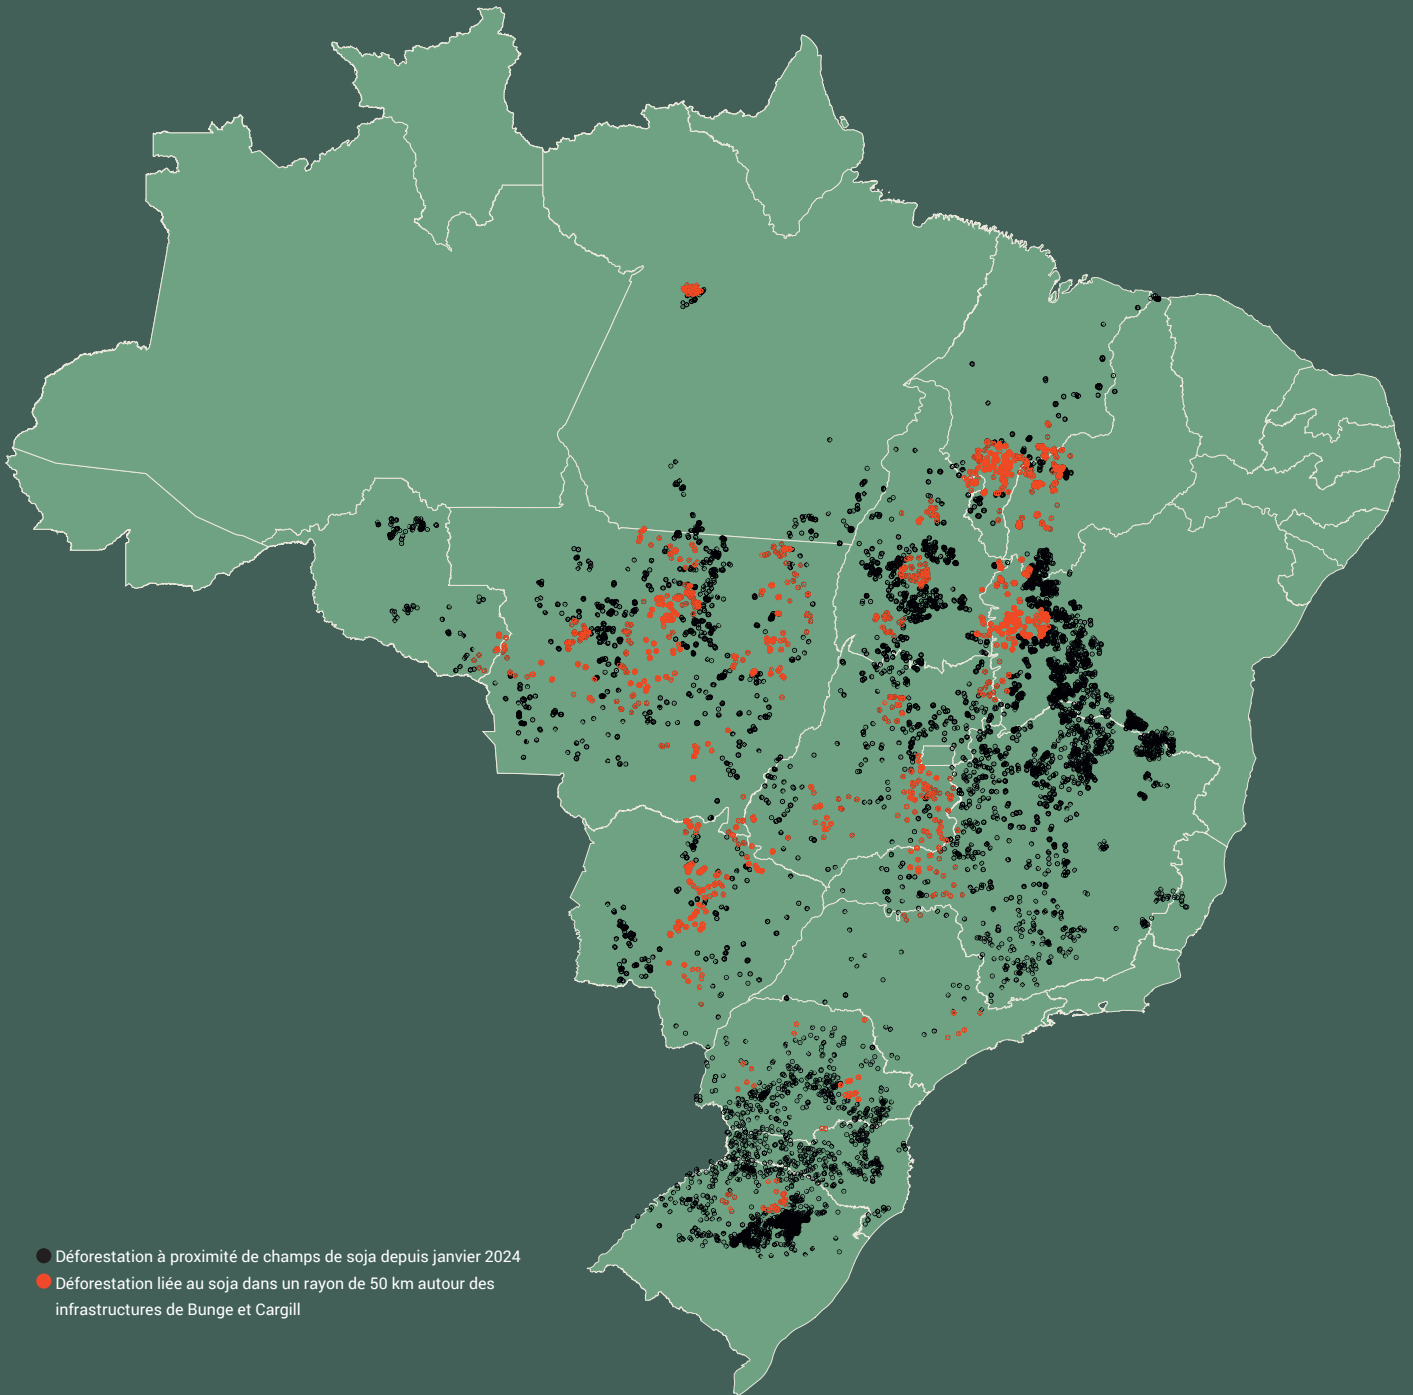 Déforestation à proximité de champs de soja depuis janvier 2024
Déforestation liée au soja dans un rayon de 50 km autour des
infrastructures de Bunge et Cargill